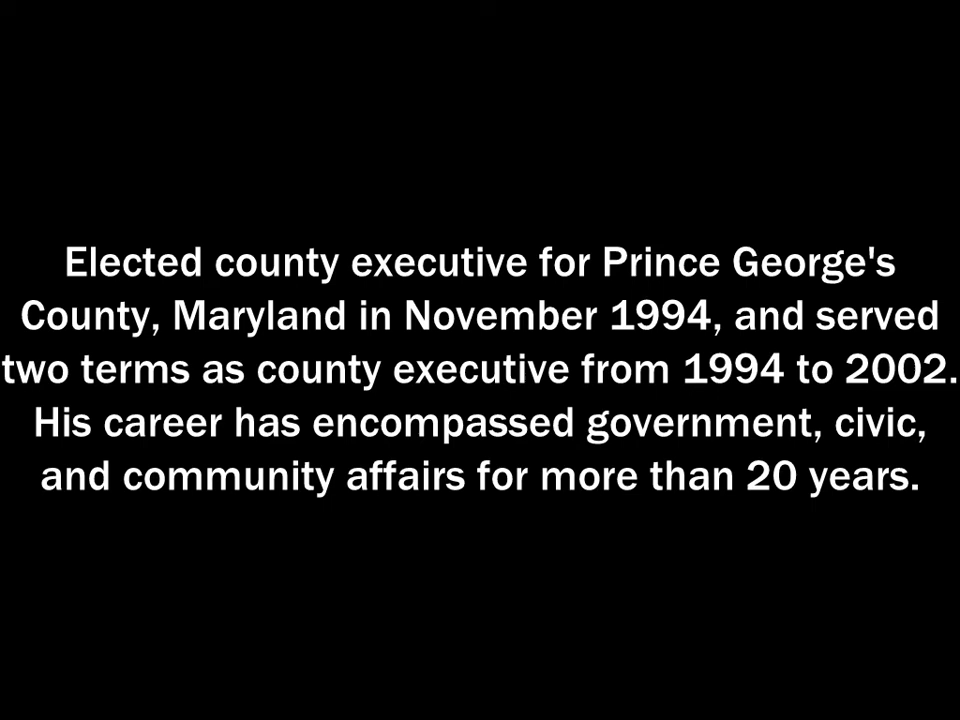 Elected county executive for Prince George's
County, Maryland in November 1994, and served
two terms as county executive from 1994 to 2002.
His career has encompassed government, civic,
and community affairs for more than 20 years.